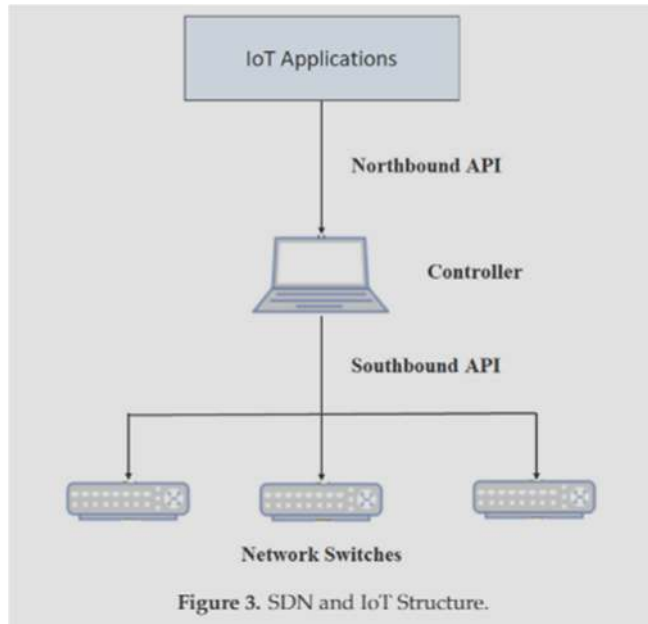 IoT Applications
Northbound API
Controller
Southbound API
Network Switches
Figure 3. SDN and IoT Structure.